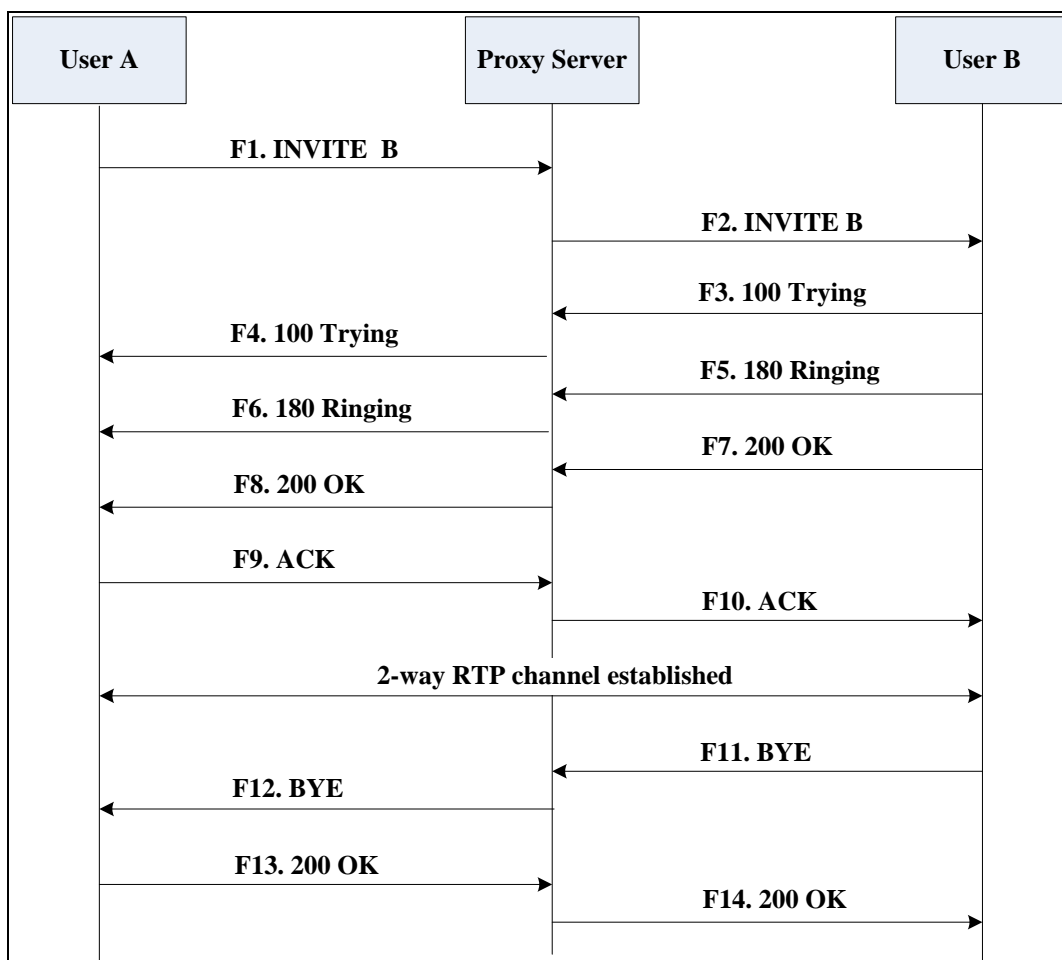 User A
Proxy Server
User B
F1. INVITE  B
F2. INVITE B
F3. 100 Trying
F4. 100 Trying
F5. 180 Ringing
F6. 180 Ringing
F7. 200 OK
F8. 200 OK
F9. ACK
F10. ACK
2-way RTP channel established
F11. BYE
F12. BYE
F13. 200 OK
F14. 200 OK